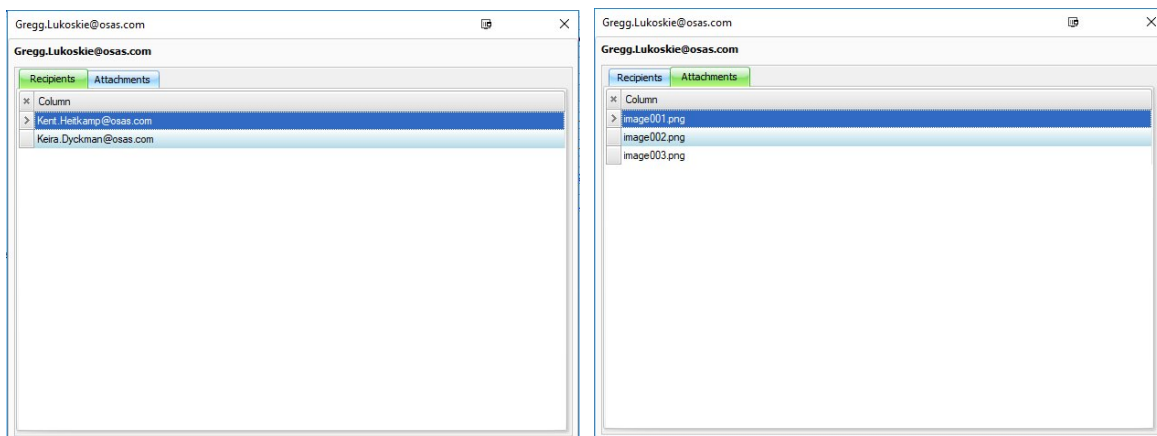 Gregg.Lukoskie@osas.com
Gregg.Lukoskie@osas.com
Recipients Attachments
Column
Kent.Heitkamp@osas.com
Keira.Dyckman@osas.com
Gregg.Lukoskie@osas.com
Gregg.Lukoskie@osas.com
Recipients Attachments
Column
image001.png
image002.png
image003.png